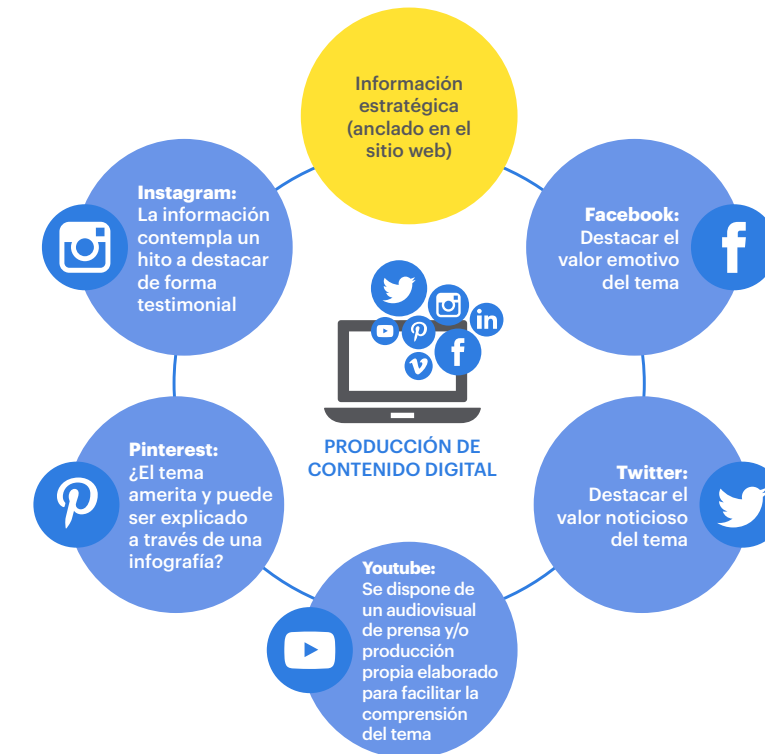 Información
estratégica
(anclado en el
sitio web)
Instagram:
La información
contempla un
hito a destacar
de forma
testimonial
Facebook:
Destacar el
valor emotivo
del tema
PRODUCCIÓN DE
CONTENIDO DIGITAL
Pinterest:
¿El tema
amerita y puede
ser explicado
a través de una
infografía?
Twitter:
Destacar el
valor noticioso
del tema
Youtube:
Se dispone de
un audiovisual
de prensa y/o
producción
propia elaborado
para facilitar la
comprensión
del tema